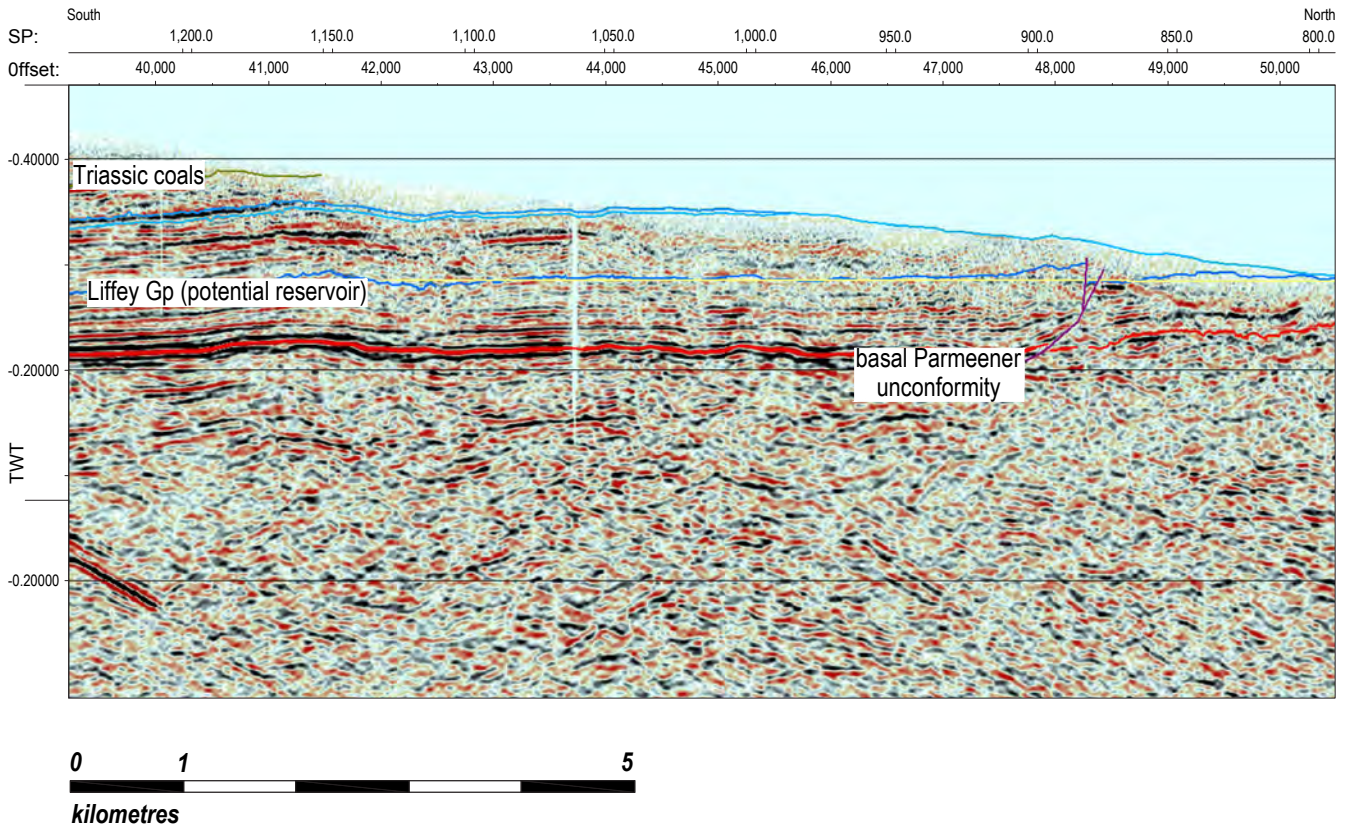 South North
SP: 1,200.0 1,150.0 1,100.0 1,050.0 1,000.0 950.0 900.0 850.0 800.0
0ffset: 40,000 41,000 42,000 43,000 44,000 45,000 46,000 47,000 48,000 49,000 50,000
-0.40000
Triassic coals
Liffey Gp (potential reservoir)
-0.20000
basal Parmeener
unconformity
TWT
-0.20000
0 1 5
kilometres